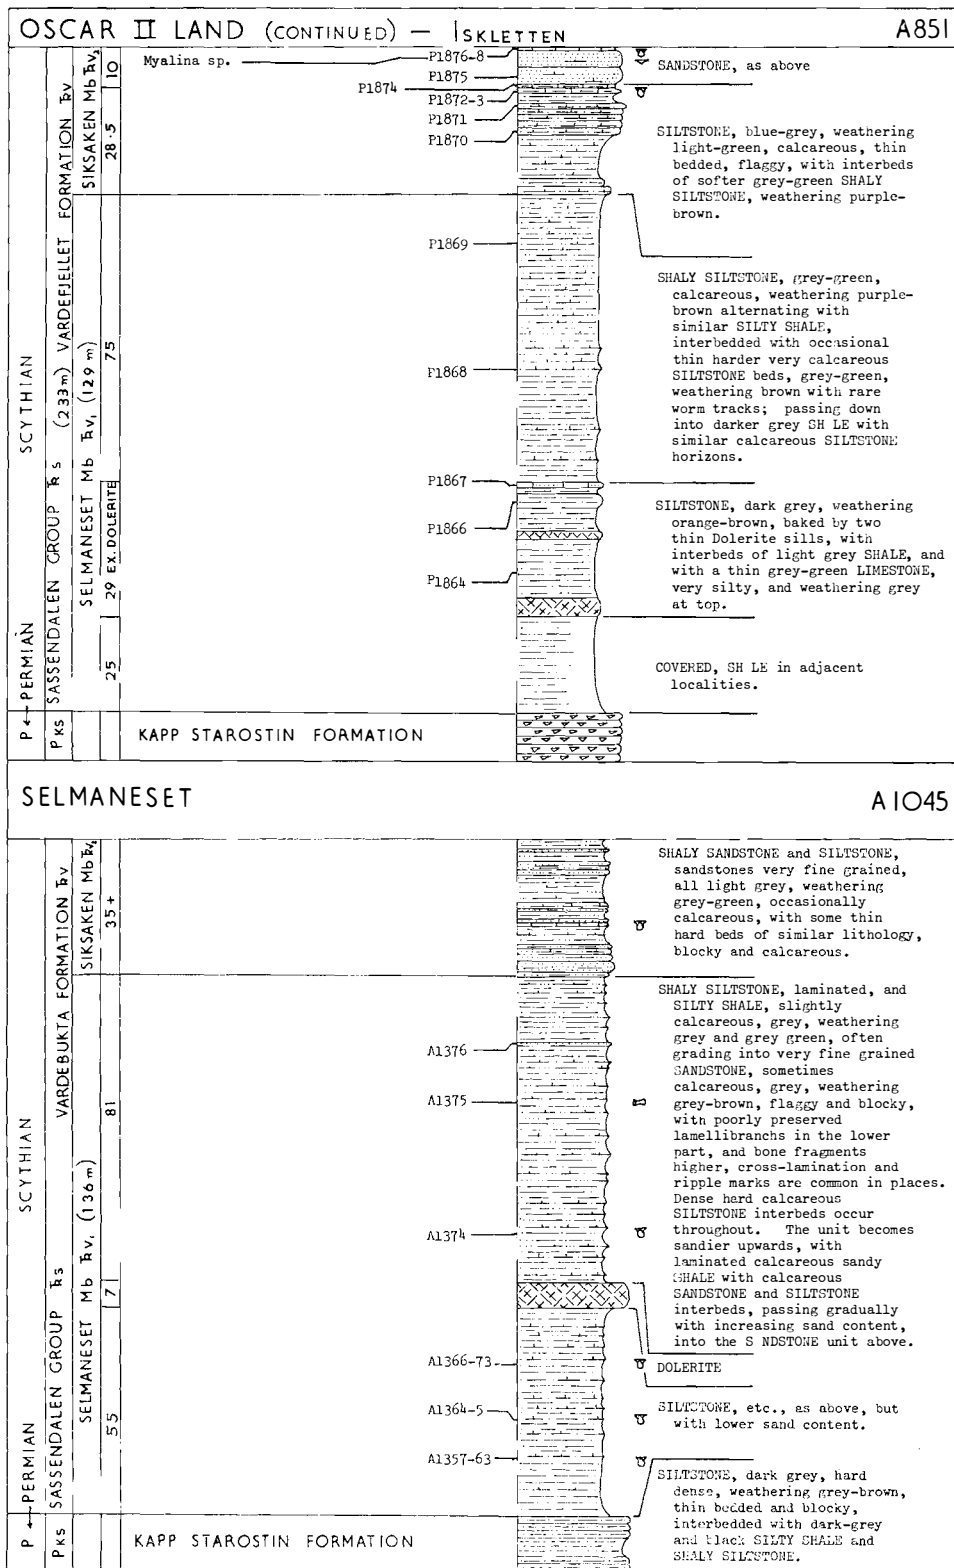 OSCAR II LAND (CONTINUED) — ISKLETTEN
A851
P ← PERMIAN
SCYTHIAN
PKS
SASSENDALEN GROUP Ʀs
(233m) VARDEFJELLET FORMATION Ʀv
SELMANESET Mb Ʀv, (129 m)
SIKSAKEN Mb Ʀv₂
25
29 EX.DOLERITE
75
28·5
10
Myalina sp.
P1876-8
P1875
P1874
P1872-3
P1871
P1870
P1869
P1868
P1867
P1866
P1864
KAPP STAROSTIN FORMATION
SANDSTONE, as above
SILTSTONE, blue-grey, weathering
light-green, calcareous, thin
bedded, flaggy, with interbeds
of softer grey-green SHALY
SILTSTONE, weathering purple-
brown.
SHALY SILTSTONE, grey-green,
calcareous, weathering purple-
brown alternating with
similar SILTY SHALE,
interbedded with occasional
thin harder very calcareous
SILTSTONE beds, grey-green,
weathering brown with rare
worm tracks; passing down
into darker grey SH LE with
similar calcareous SILTSTONE
horizons.
SILTSTONE, dark grey, weathering
orange-brown, baked by two
thin Dolerite sills, with
interbeds of light grey SHALE, and
with a thin grey-green LIMESTONE,
very silty, and weathering grey
at top.
COVERED, SH LE in adjacent
localities.
SELMANESET
A1045
P ← PERMIAN
SCYTHIAN
PKS
SASSENDALEN GROUP Ʀs
VARDEBUKTA FORMATION Ʀv
SELMANESET Mb Ʀv, (136 m)
SIKSAKEN Mb Ʀv₂
55
7
81
35+
A1376
A1375
A1374
A1366-73
A1364-5
A1357-63
KAPP STAROSTIN FORMATION
SHALY SANDSTONE and SILTSTONE,
sandstones very fine grained,
all light grey, weathering
grey-green, occasionally
calcareous, with some thin
hard beds of similar lithology,
blocky and calcareous.
SHALY SILTSTONE, laminated, and
SILTY SHALE, slightly
calcareous, grey, weathering
grey and grey green, often
grading into very fine grained
SANDSTONE, sometimes
calcareous, grey, weathering
grey-brown, flaggy and blocky,
with poorly preserved
lamellibranchs in the lower
part, and bone fragments
higher, cross-lamination and
ripple marks are common in places.
Dense hard calcareous
SILTSTONE interbeds occur
throughout. The unit becomes
sandier upwards, with
laminated calcareous sandy
SHALE with calcareous
SANDSTONE and SILTSTONE
interbeds, passing gradually
with increasing sand content,
into the S NDSTONE unit above.
DOLERITE
SILTSTONE, etc., as above, but
with lower sand content.
SILTSTONE, dark grey, hard
dense, weathering grey-brown,
thin bedded and blocky,
interbedded with dark-grey
and black SILTY SHALE and
SHALY SILTSTONE.